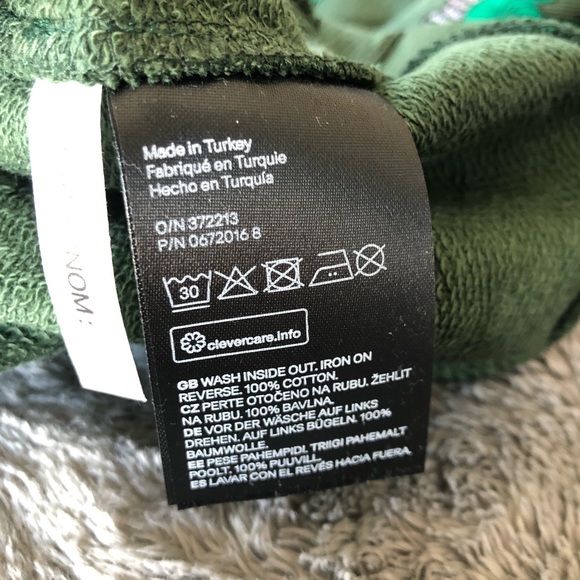 NOM:
Made in Turkey
Fabriqué en Turquie
Hecho en Turquía
O/N 372213
P/N 0672016 8
30
clevercare.info
GB WASH INSIDE OUT. IRON ON
REVERSE. 100% COTTON.
CZ PERTE OTOČENO NA RUBU. ŽEHLIT
NA RUBU. 100% BAVLNA.
DE VOR DER WÄSCHE AUF LINKS
DREHEN. AUF LINKS BÜGELN. 100%
BAUMWOLLE.
EE PESE PAHEMPIDI. TRIIGI PAHEMALT
POOLT. 100% PUUVILL.
ES LAVAR CON EL REVÉS HACIA FUERA.